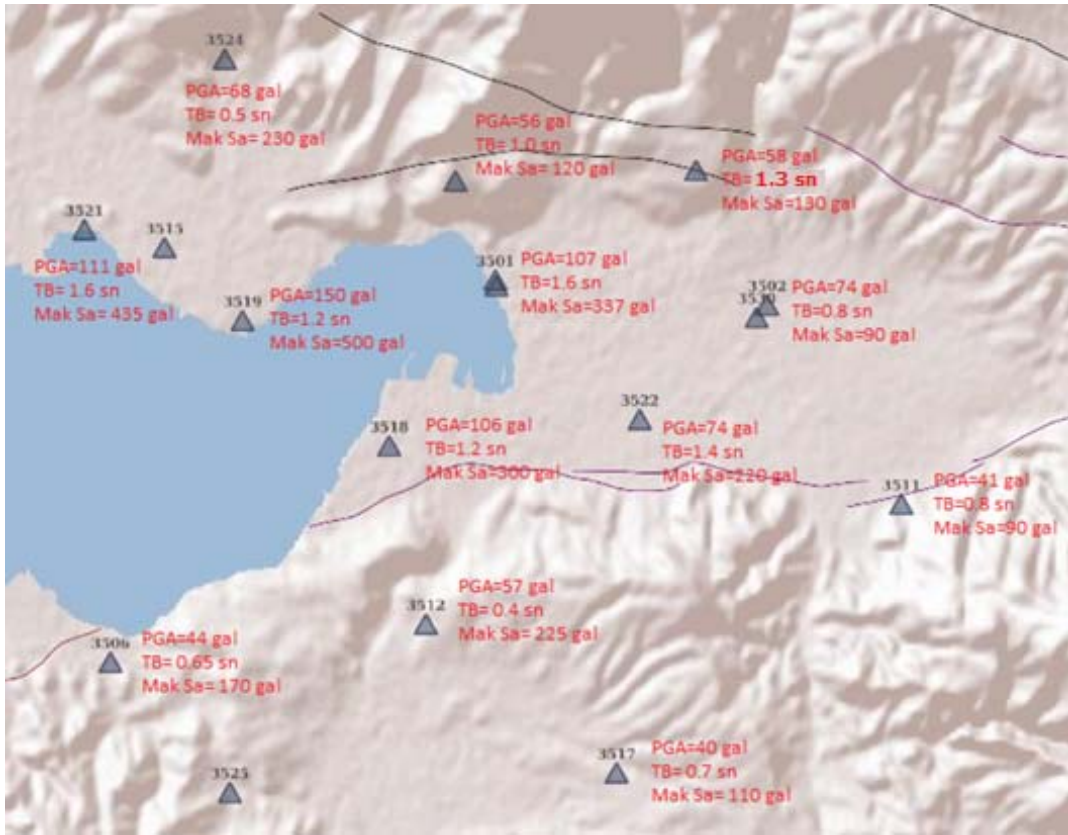 3524
PGA=68 gal
TB= 0.5 sn
Mak Sa= 230 gal
PGA=56 gal
TB= 1.0 sn
Mak Sa= 120 gal
PGA=58 gal
TB= 1.3 sn
Mak Sa=130 gal
3521
3515
PGA=111 gal
TB= 1.6 sn
Mak Sa= 435 gal
3519
PGA=150 gal
TB=1.2 sn
Mak Sa=500 gal
3501
PGA=107 gal
TB=1.6 sn
Mak Sa=337 gal
3502
PGA=74 gal
TB=0.8 sn
Mak Sa=90 gal
3518
PGA=106 gal
TB=1.2 sn
Mak Sa=300 gal
3522
PGA=74 gal
TB=1.4 sn
Mak Sa=220 gal
3511
PGA=41 gal
TB=0.8 sn
Mak Sa=90 gal
3512
PGA=57 gal
TB= 0.4 sn
Mak Sa= 225 gal
3506
PGA=44 gal
TB= 0.65 sn
Mak Sa= 170 gal
3525
3517
PGA=40 gal
TB= 0.7 sn
Mak Sa= 110 gal